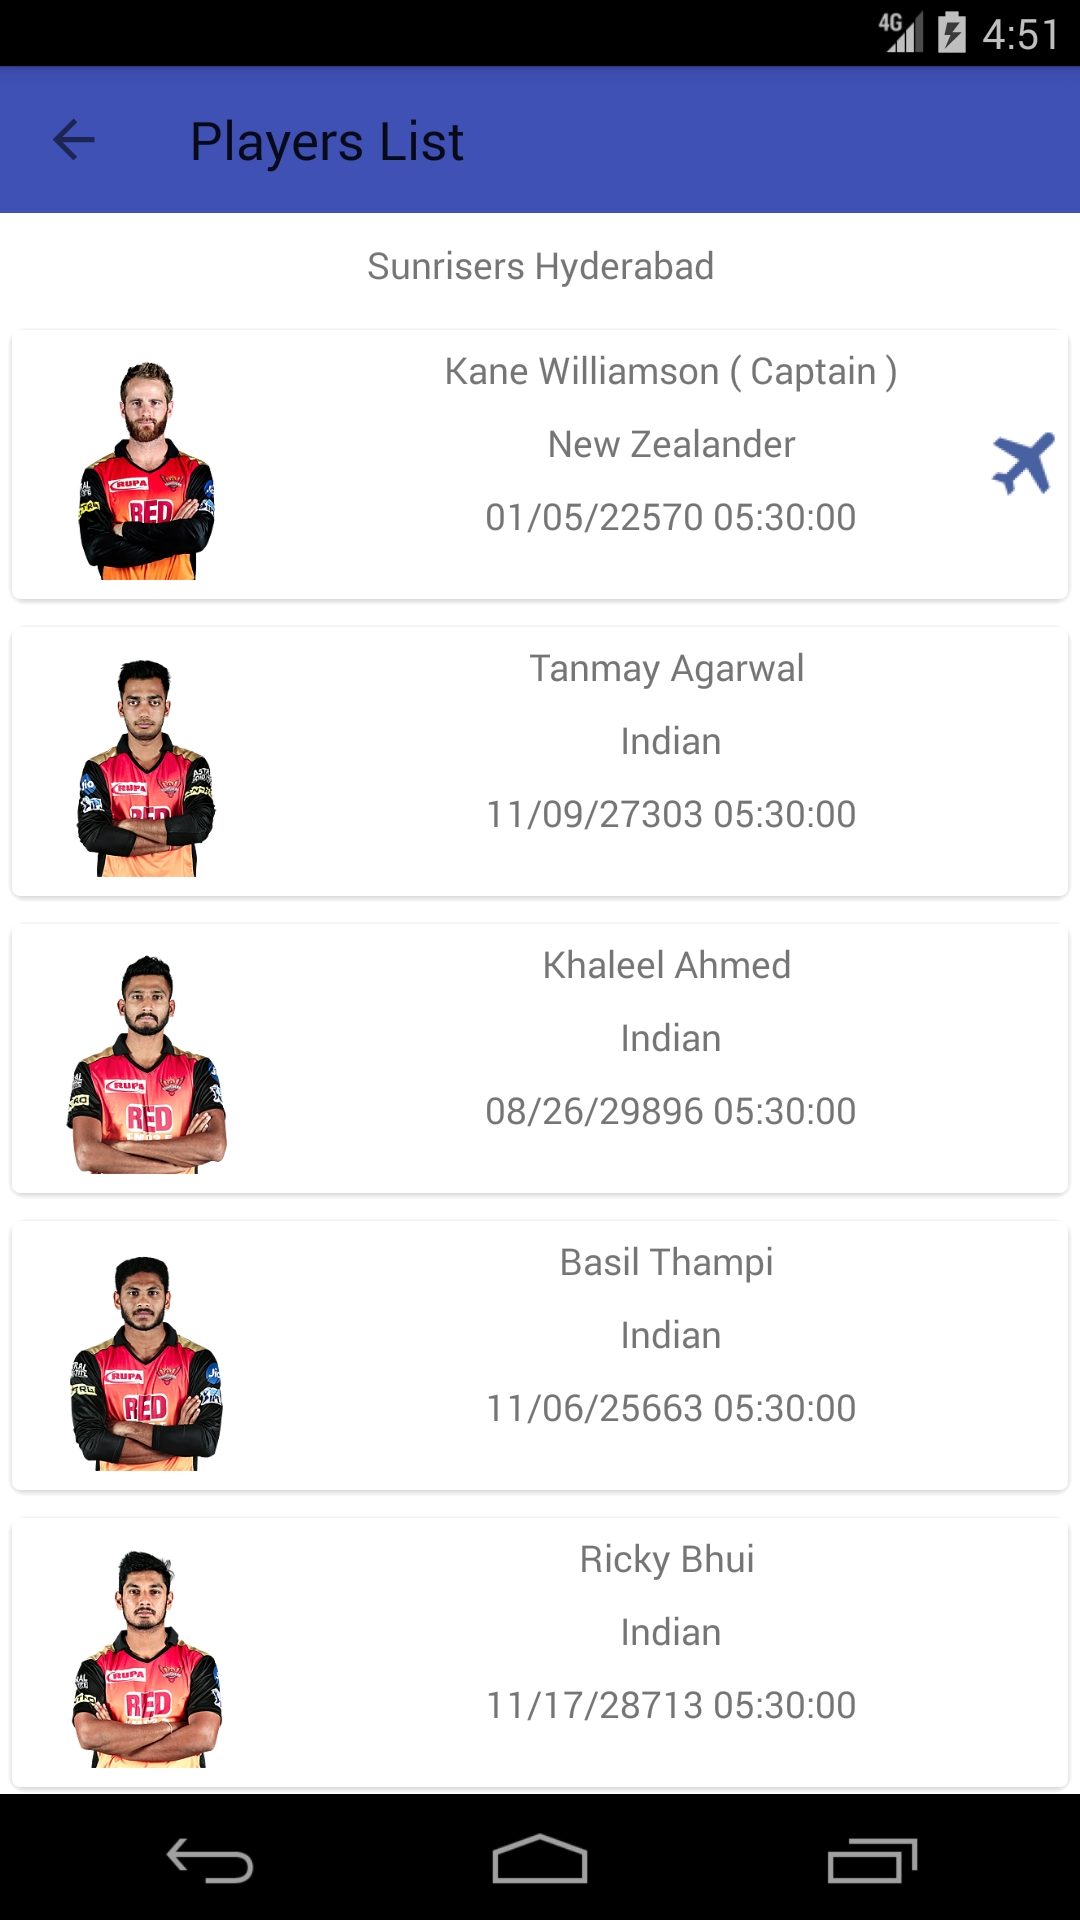 4G 4:51
Players List
Sunrisers Hyderabad
Kane Williamson ( Captain )
New Zealander
01/05/22570 05:30:00
RUPA
RED
Tanmay Agarwal
Indian
11/09/27303 05:30:00
Jio
RUPA
RED
Khaleel Ahmed
Indian
08/26/29896 05:30:00
RUPA
RED
Basil Thampi
Indian
11/06/25663 05:30:00
RUPA
Jio
RED
Ricky Bhui
Indian
11/17/28713 05:30:00
RUPA
RED